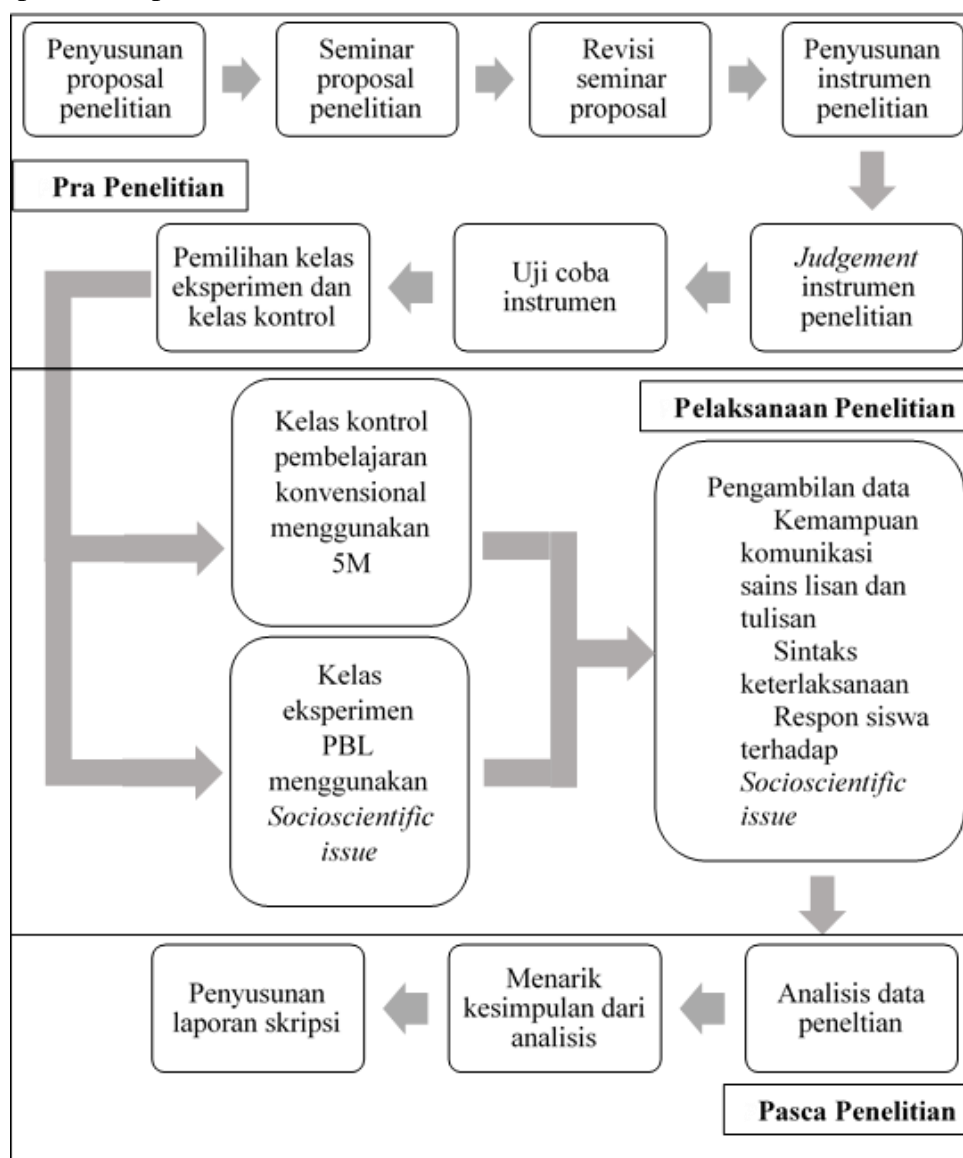 Penyusunan
proposal
penelitian
Seminar
proposal
penelitian
Revisi
seminar
proposal
Penyusunan
instrumen
penelitian
Pra Penelitian
Judgement
instrumen
penelitian
Uji coba
instrumen
Pemilihan kelas
eksperimen dan
kelas kontrol
Pelaksanaan Penelitian
Kelas kontrol
pembelajaran
konvensional
menggunakan
5M
Kelas
eksperimen
PBL
menggunakan
Socioscientific
issue
Pengambilan data
Kemampuan
komunikasi
sains lisan dan
tulisan
Sintaks
keterlaksanaan
Respon siswa
terhadap
Socioscientific
issue
Analisis data
peneltian
Menarik
kesimpulan dari
analisis
Penyusunan
laporan skripsi
Pasca Penelitian